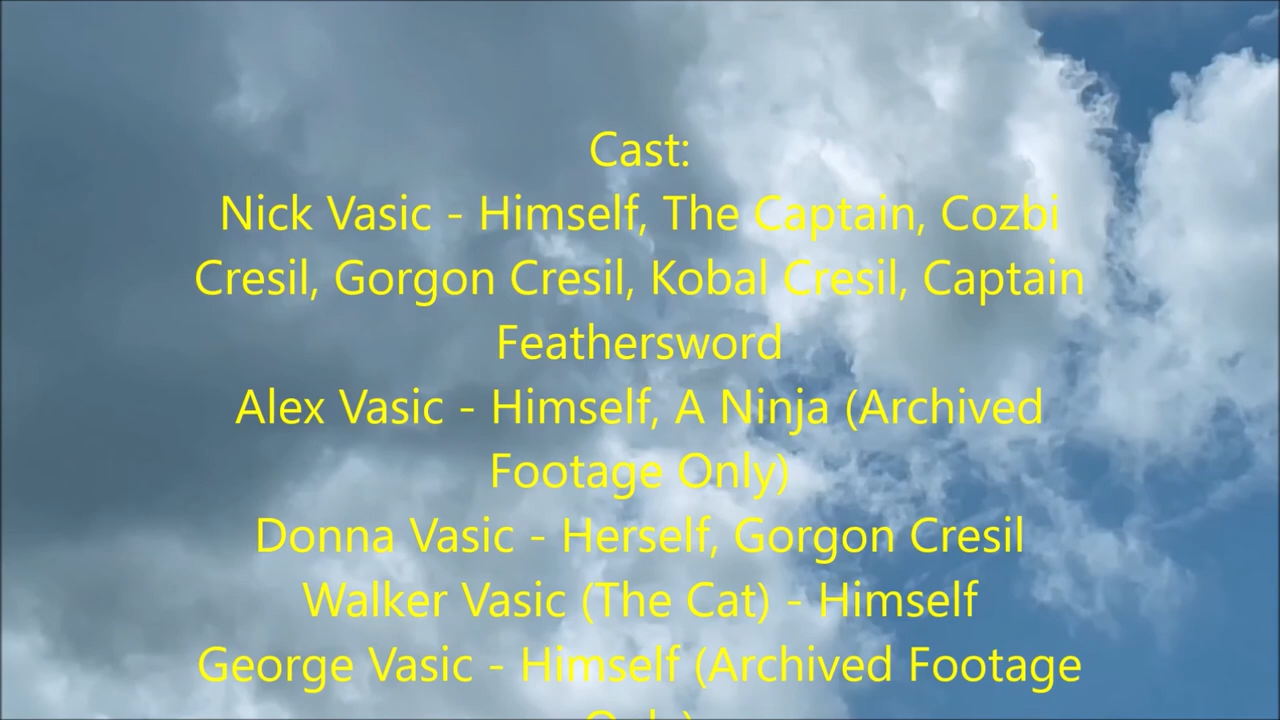 Cast:
Nick Vasic - Himself, The Captain, Cozbi
Cresil, Gorgon Cresil, Kobal Cresil, Captain
Feathersword
Alex Vasic - Himself, A Ninja (Archived
Footage Only)
Donna Vasic - Herself, Gorgon Cresil
Walker Vasic (The Cat) - Himself
George Vasic - Himself (Archived Footage